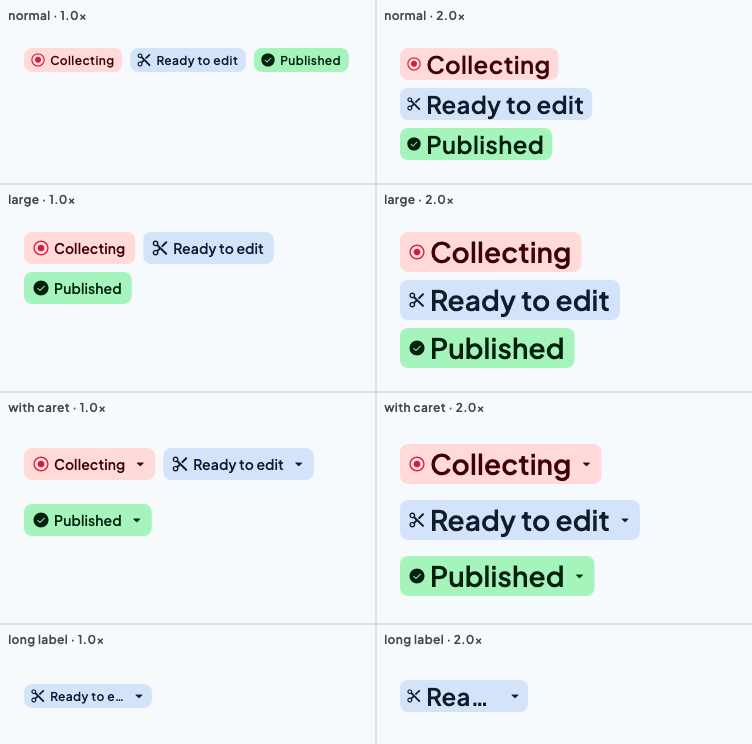 normal · 1.0×
Collecting Ready to edit Published
normal · 2.0×
Collecting
Ready to edit
Published
large · 1.0×
Collecting Ready to edit
Published
large · 2.0×
Collecting
Ready to edit
Published
with caret · 1.0×
Collecting Ready to edit
Published
with caret · 2.0×
Collecting
Ready to edit
Published
long label · 1.0×
Ready to e...
long label · 2.0×
Rea...